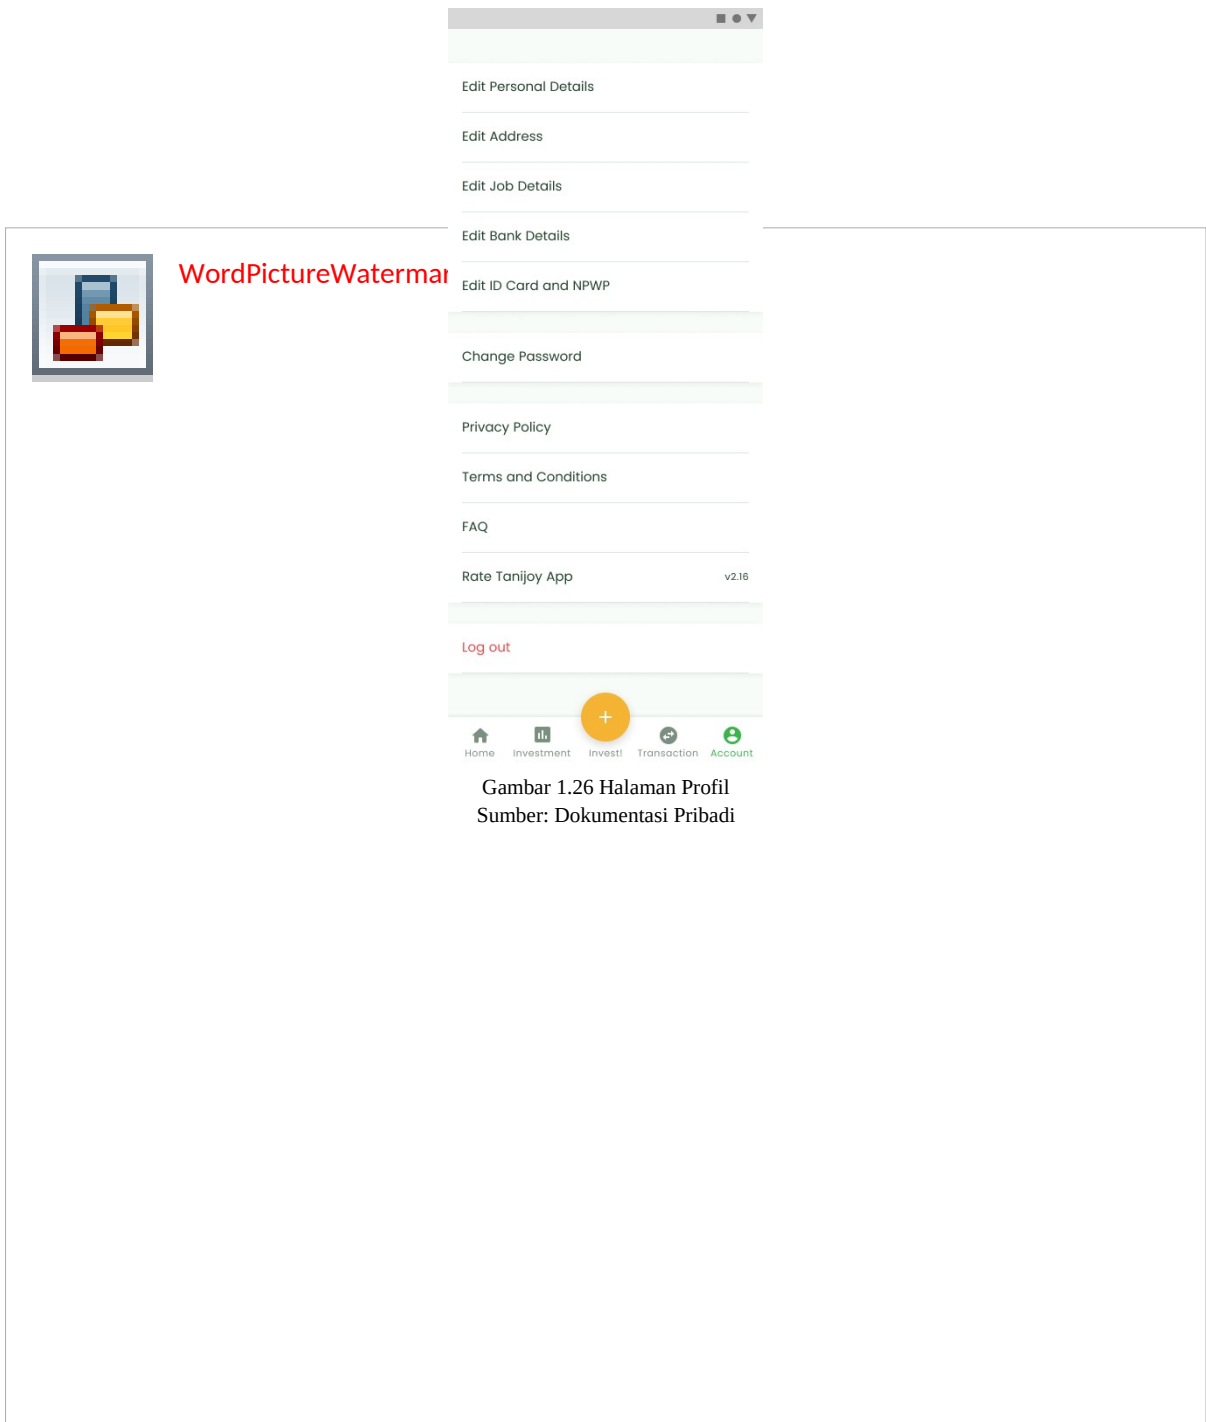 Edit Personal Details
Edit Address
Edit Job Details
Edit Bank Details
WordPictureWatermar
Edit ID Card and NPWP
Change Password
Privacy Policy
Terms and Conditions
FAQ
Rate Tanijoy App v2.16
Log out
+
Home Investment Invest! Transaction Account
Gambar 1.26 Halaman Profil
Sumber: Dokumentasi Pribadi